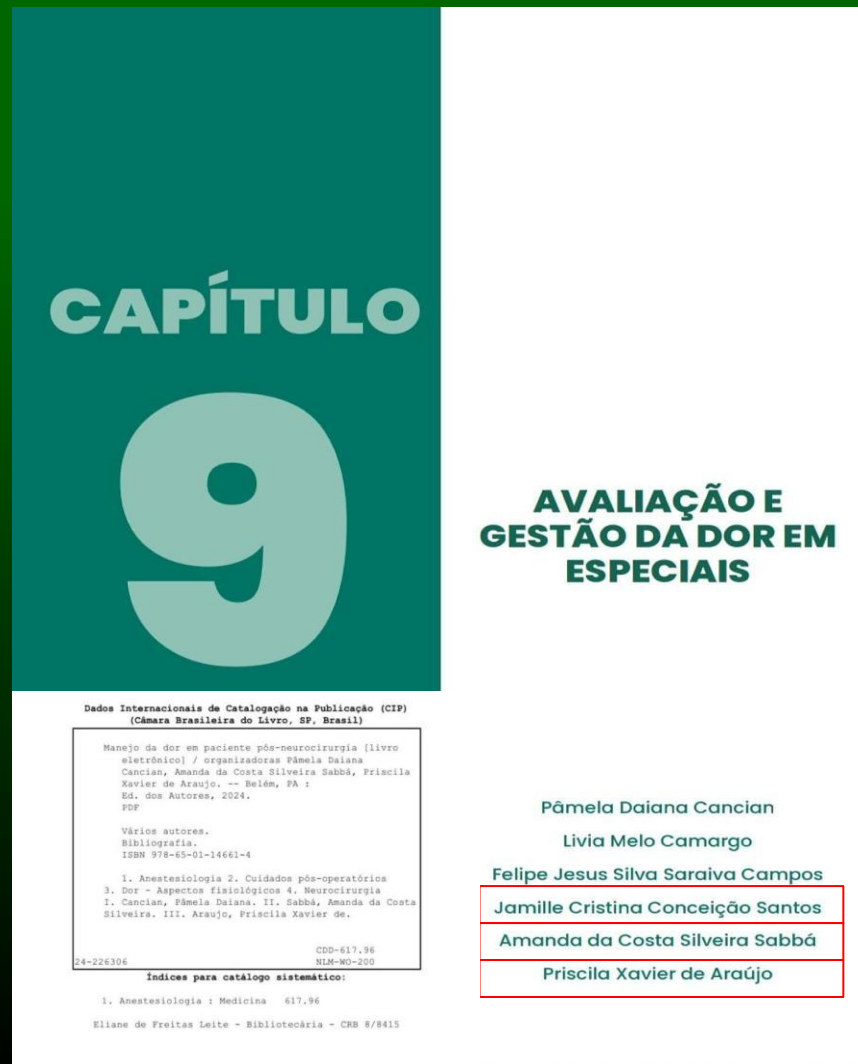 CAPÍTULO
9
AVALIAÇÃO E
GESTÃO DA DOR EM
ESPECIAIS
Dados Internacionais de Catalogação na Publicação (CIP)
(Câmara Brasileira do Livro, SP, Brasil)
Manejo da dor em paciente pós-neurocirurgia [livro
eletrônico] / organizadoras Pâmela Daiana
Cancian, Amanda da Costa Silveira Sabbá, Priscila
Xavier de Araujo. -- Belém, PA :
Ed. dos Autores, 2024.
PDF
Vários autores.
Bibliografia.
ISBN 978-65-01-14661-4
1. Anestesiologia 2. Cuidados pós-operatórios
3. Dor - Aspectos fisiológicos 4. Neurocirurgia
I. Cancian, Pâmela Daiana. II. Sabbá, Amanda da Costa
Silveira. III. Araujo, Priscila Xavier de.
CDD-617.96
24-226306 NLM-WO-200
Índices para catálogo sistemático:
1. Anestesiologia : Medicina 617.96
Eliane de Freitas Leite - Bibliotecária - CRB 8/8415
Pâmela Daiana Cancian
Livia Melo Camargo
Felipe Jesus Silva Saraiva Campos
Jamille Cristina Conceição Santos
Amanda da Costa Silveira Sabbá
Priscila Xavier de Araújo